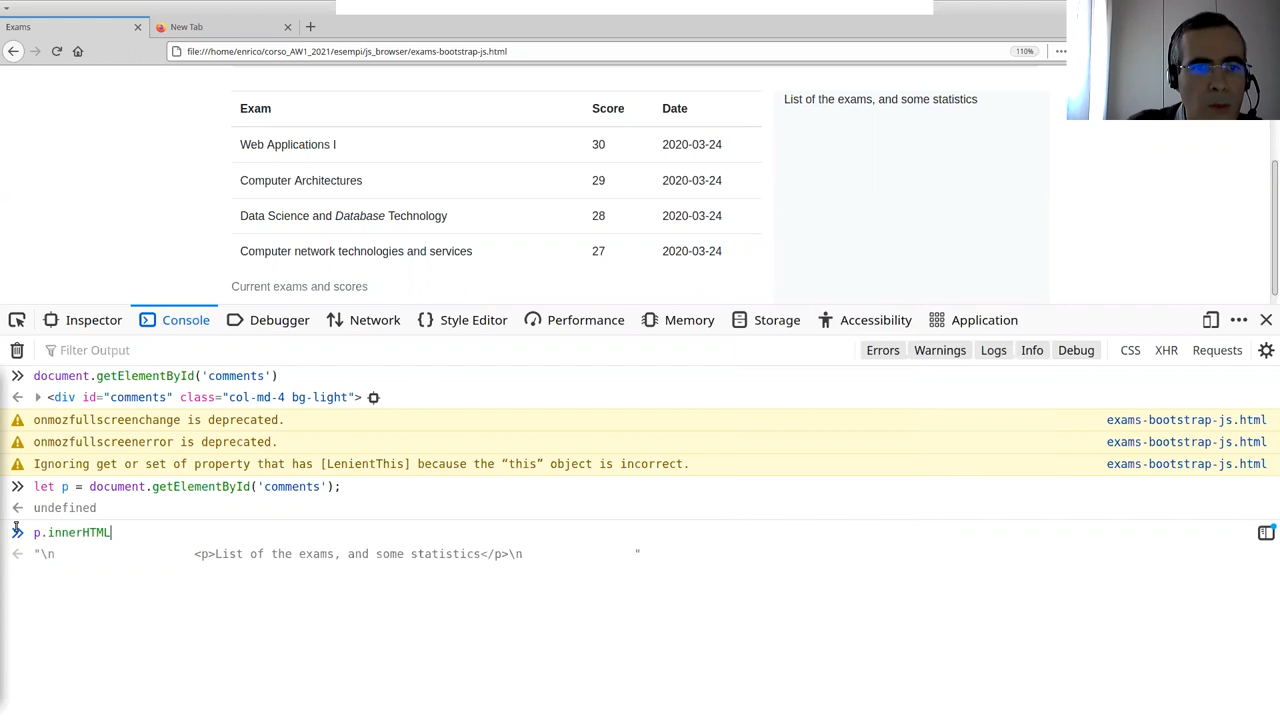 Exams
New Tab
file:///home/enrico/corso_AW1_2021/esempi/js_browser/exams-bootstrap-js.html 110%
Exam Score Date
Web Applications I 30 2020-03-24
Computer Architectures 29 2020-03-24
Data Science and Database Technology 28 2020-03-24
Computer network technologies and services 27 2020-03-24
Current exams and scores
List of the exams, and some statistics
Inspector Console Debugger Network Style Editor Performance Memory Storage Accessibility Application
Filter Output Errors Warnings Logs Info Debug CSS XHR Requests
document.getElementById('comments')
<div id="comments" class="col-md-4 bg-light">
onmozfullscreenchange is deprecated. exams-bootstrap-js.html
onmozfullscreenerror is deprecated. exams-bootstrap-js.html
Ignoring get or set of property that has [LenientThis] because the “this” object is incorrect. exams-bootstrap-js.html
let p = document.getElementById('comments');
undefined
p.innerHTML
"\n <p>List of the exams, and some statistics</p>\n "